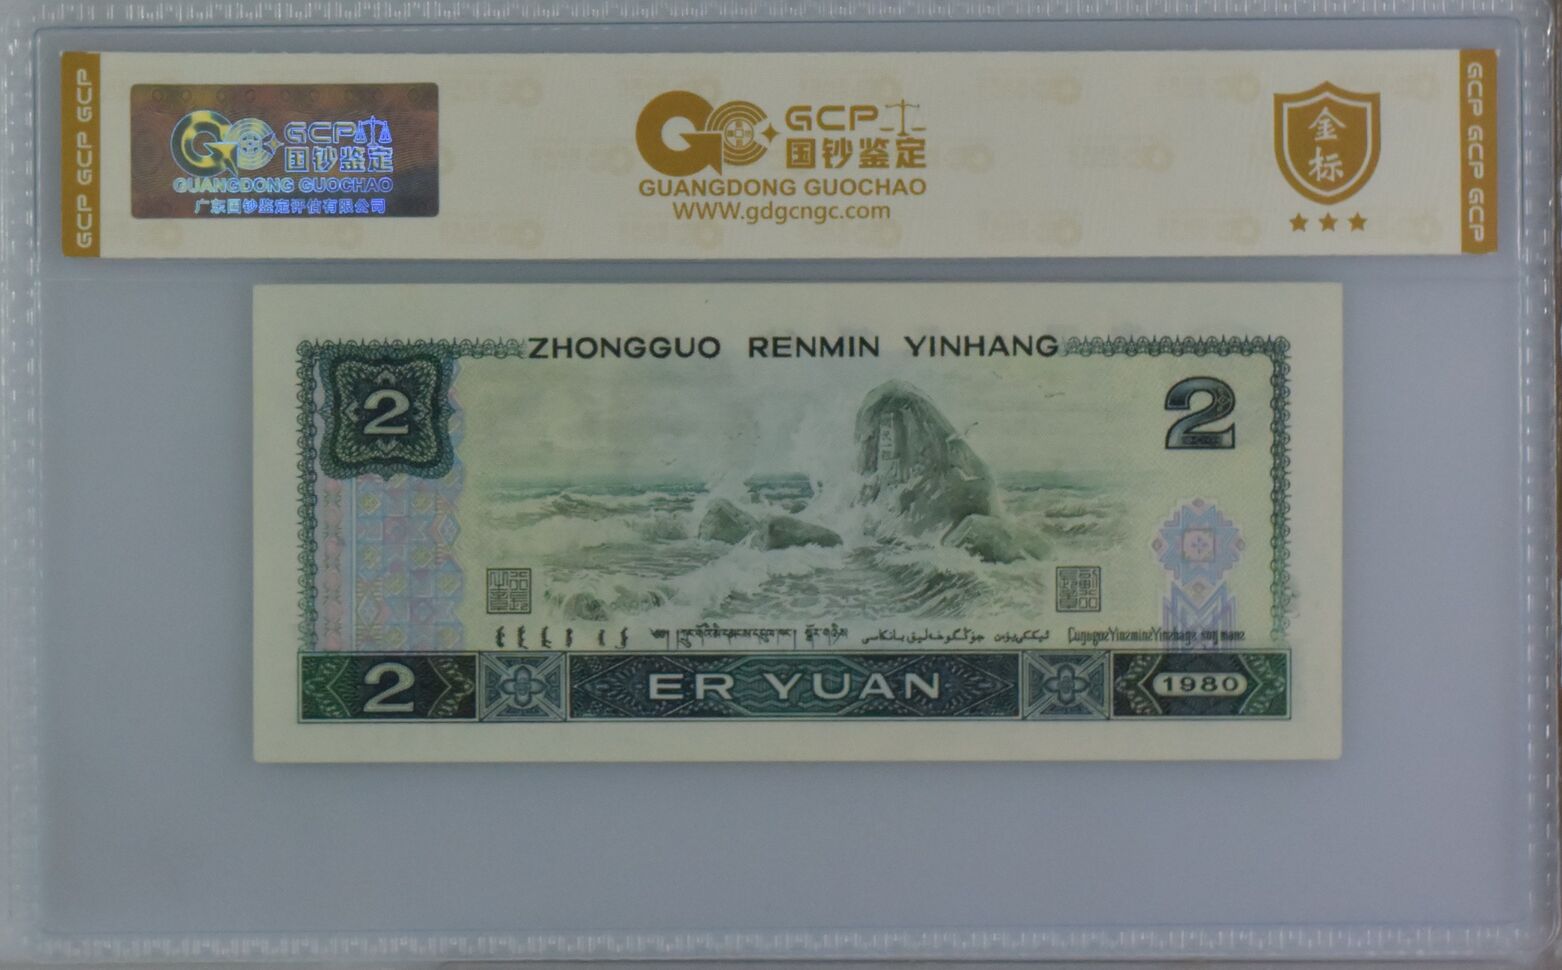 GCP GCP GCP
GCP
国钞鉴定
GUANGDONG GUOCHAO
广东国钞鉴定评估有限公司
GCP
国钞鉴定
GUANGDONG GUOCHAO
WWW.gdgcngc.com
金
标
GCP GCP GCP
ZHONGGUO RENMIN YINHANG
2
2
2
ER YUAN
1980